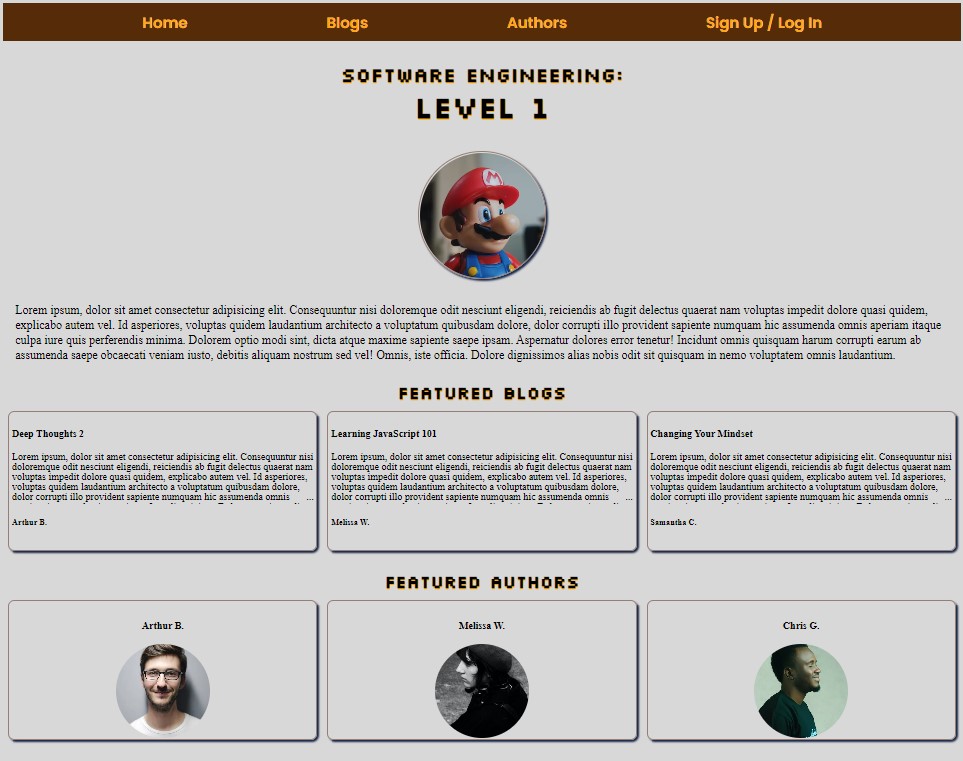 Home Blogs Authors Sign Up / Log In
SOFTWARE ENGINEERING:
LEVEL 1
M
Lorem ipsum, dolor sit amet consectetur adipisicing elit. Consequuntur nisi doloremque odit nesciunt eligendi, reiciendis ab fugit delectus quaerat nam voluptas impedit dolore quasi quidem,
explicabo autem vel. Id asperiores, voluptas quidem laudantium architecto a voluptatum quibusdam dolore, dolor corrupti illo provident sapiente numquam hic assumenda omnis aperiam itaque
culpa iure quis perferendis minima. Dolorem optio modi sint, dicta atque maxime sapiente saepe ipsam. Aspernatur dolores error tenetur! Incidunt omnis quisquam harum corrupti earum ab
assumenda saepe obcaecati veniam iusto, debitis aliquam nostrum sed vel! Omnis, iste officia. Dolore dignissimos alias nobis odit sit quisquam in nemo voluptatem omnis laudantium.
FEATURED BLOGS
Deep Thoughts 2
Lorem ipsum, dolor sit amet consectetur adipisicing elit. Consequuntur nisi
doloremque odit nesciunt eligendi, reiciendis ab fugit delectus quaerat nam
voluptas impedit dolore quasi quidem, explicabo autem vel. Id asperiores,
voluptas quidem laudantium architecto a voluptatum quibusdam dolore,
dolor corrupti illo provident sapiente numquam hic assumenda omnis ...
Arthur B.
Learning JavaScript 101
Lorem ipsum, dolor sit amet consectetur adipisicing elit. Consequuntur nisi
doloremque odit nesciunt eligendi, reiciendis ab fugit delectus quaerat nam
voluptas impedit dolore quasi quidem, explicabo autem vel. Id asperiores,
voluptas quidem laudantium architecto a voluptatum quibusdam dolore,
dolor corrupti illo provident sapiente numquam hic assumenda omnis ...
Melissa W.
Changing Your Mindset
Lorem ipsum, dolor sit amet consectetur adipisicing elit. Consequuntur nisi
doloremque odit nesciunt eligendi, reiciendis ab fugit delectus quaerat nam
voluptas impedit dolore quasi quidem, explicabo autem vel. Id asperiores,
voluptas quidem laudantium architecto a voluptatum quibusdam dolore,
dolor corrupti illo provident sapiente numquam hic assumenda omnis ...
Samantha C.
FEATURED AUTHORS
Arthur B.
Melissa W.
Chris G.